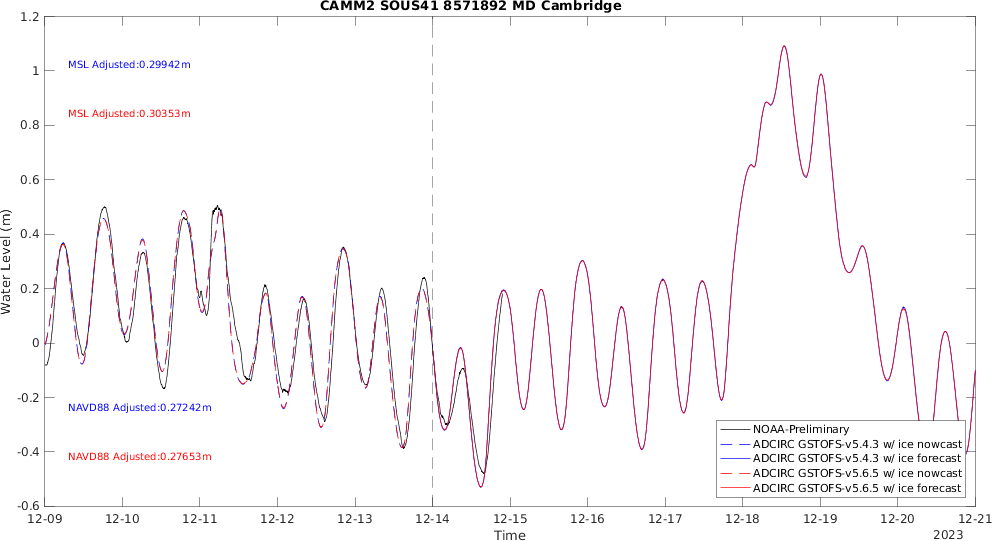 CAMM2 SOUS41 8571892 MD Cambridge
1.2
1
0.8
0.6
0.4
0.2
0
-0.2
-0.4
-0.6
Water Level (m)
MSL Adjusted:0.29942m
MSL Adjusted:0.30353m
NAVD88 Adjusted:0.27242m
NAVD88 Adjusted:0.27653m
NOAA-Preliminary
ADCIRC GSTOFS-v5.4.3 w/ ice nowcast
ADCIRC GSTOFS-v5.4.3 w/ ice forecast
ADCIRC GSTOFS-v5.6.5 w/ ice nowcast
ADCIRC GSTOFS-v5.6.5 w/ ice forecast
12-09 12-10 12-11 12-12 12-13 12-14 12-15 12-16 12-17 12-18 12-19 12-20 12-21
Time
2023